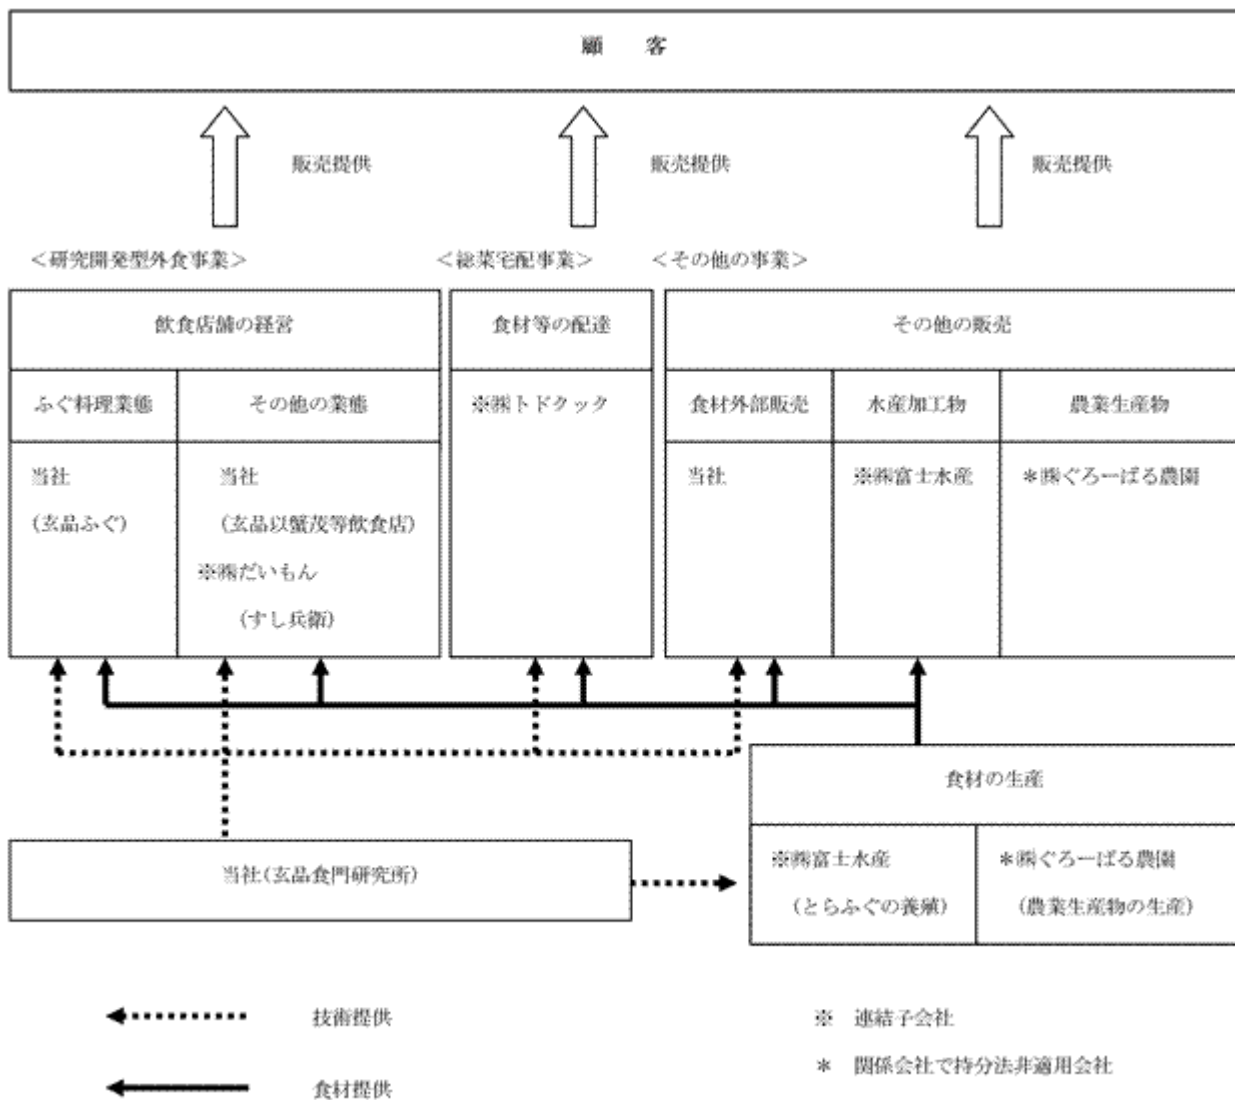 顧　客
販売提供
販売提供
販売提供
＜研究開発型外食事業＞
＜総菜宅配事業＞
＜その他の事業＞
飲食店舗の経営
食材等の配達
その他の販売
ふぐ料理業態
その他の業態
※㈱トドクック
食材外部販売
水産加工物
農業生産物
当社
(玄品ふぐ)
当社
(玄品以蟹茂等飲食店)
※㈱だいもん
(すし兵衛)
当社
※㈱富士水産
＊㈱ぐろーばる農園
食材の生産
当社(玄品食門研究所)
※㈱富士水産
(とらふぐの養殖)
＊㈱ぐろーばる農園
(農業生産物の生産)
技術提供
食材提供
※　連結子会社
＊　関係会社で持分法非適用会社